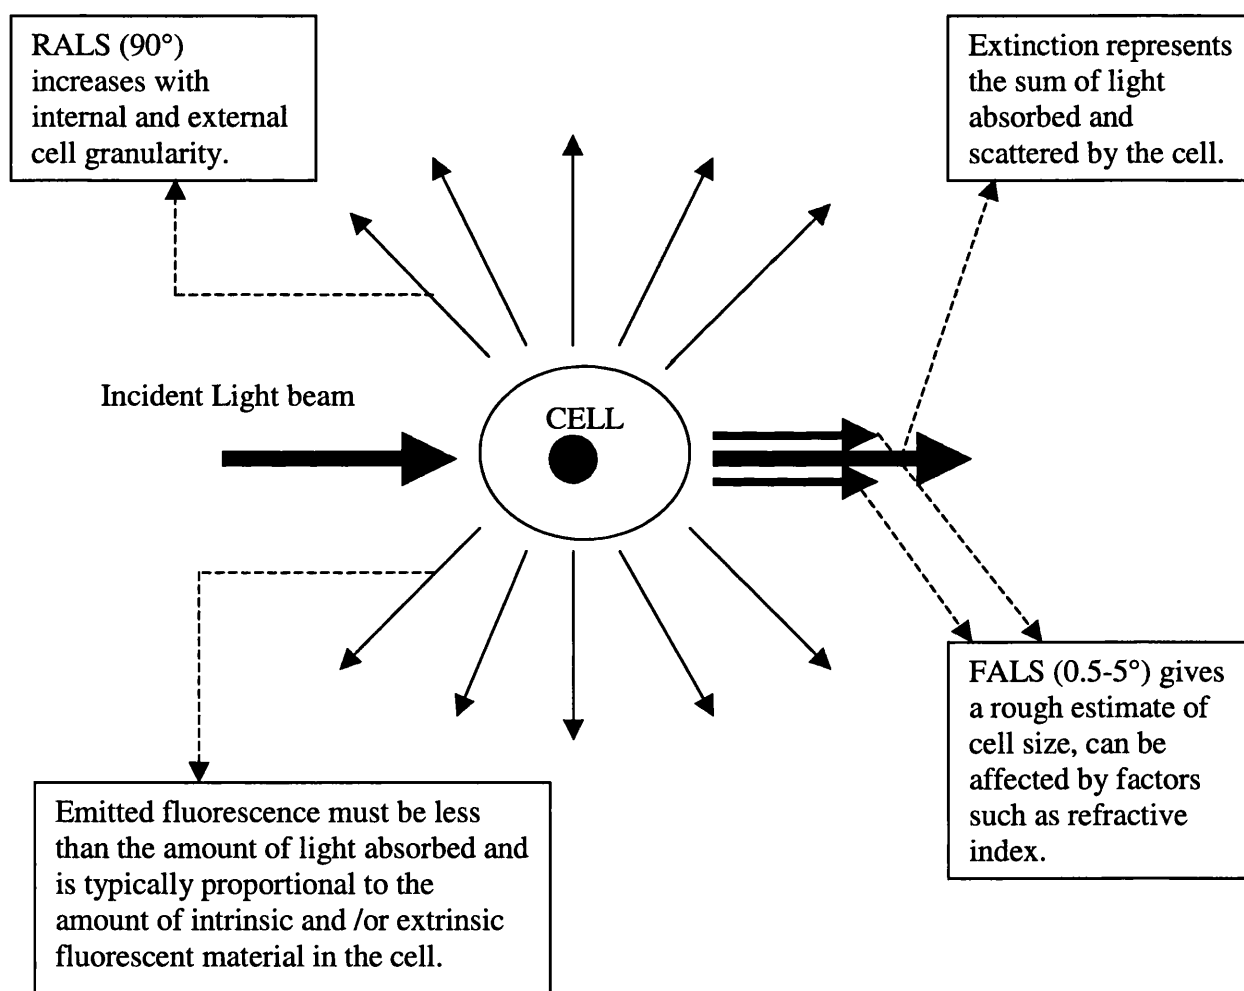 RALS (90°)
increases with
internal and external
cell granularity.
Extinction represents
the sum of light
absorbed and
scattered by the cell.
Incident Light beam
CELL
FALS (0.5-5°) gives
a rough estimate of
cell size, can be
affected by factors
such as refractive
index.
Emitted fluorescence must be less
than the amount of light absorbed and
is typically proportional to the
amount of intrinsic and /or extrinsic
fluorescent material in the cell.